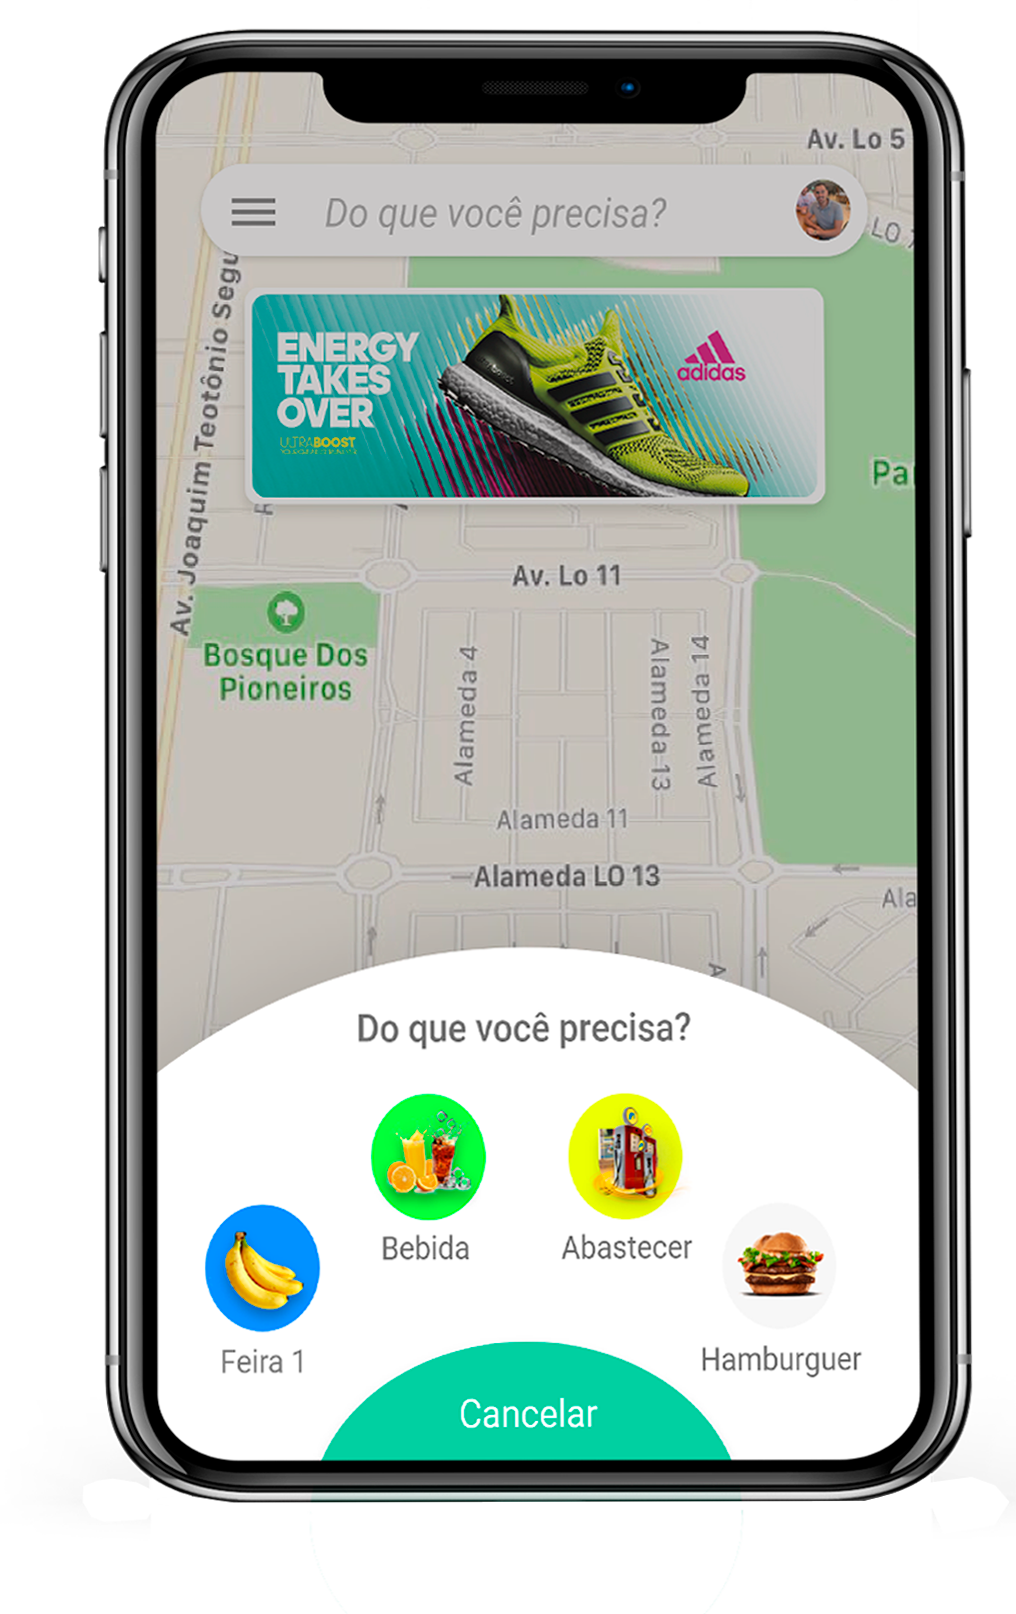 Av. Lo 5
Do que você precisa?
LO
Av. Joaquim Teotônio Segu
ENERGY
TAKES
OVER
ULTRABOOST
adidas
Pa
Av. Lo 11
Bosque Dos
Pioneiros
Alameda 4
Alameda 13
Alameda 14
Alameda 11
Alameda LO 13
Ala
A
Do que você precisa?
Bebida
Abastecer
Feira 1
Hamburguer
Cancelar